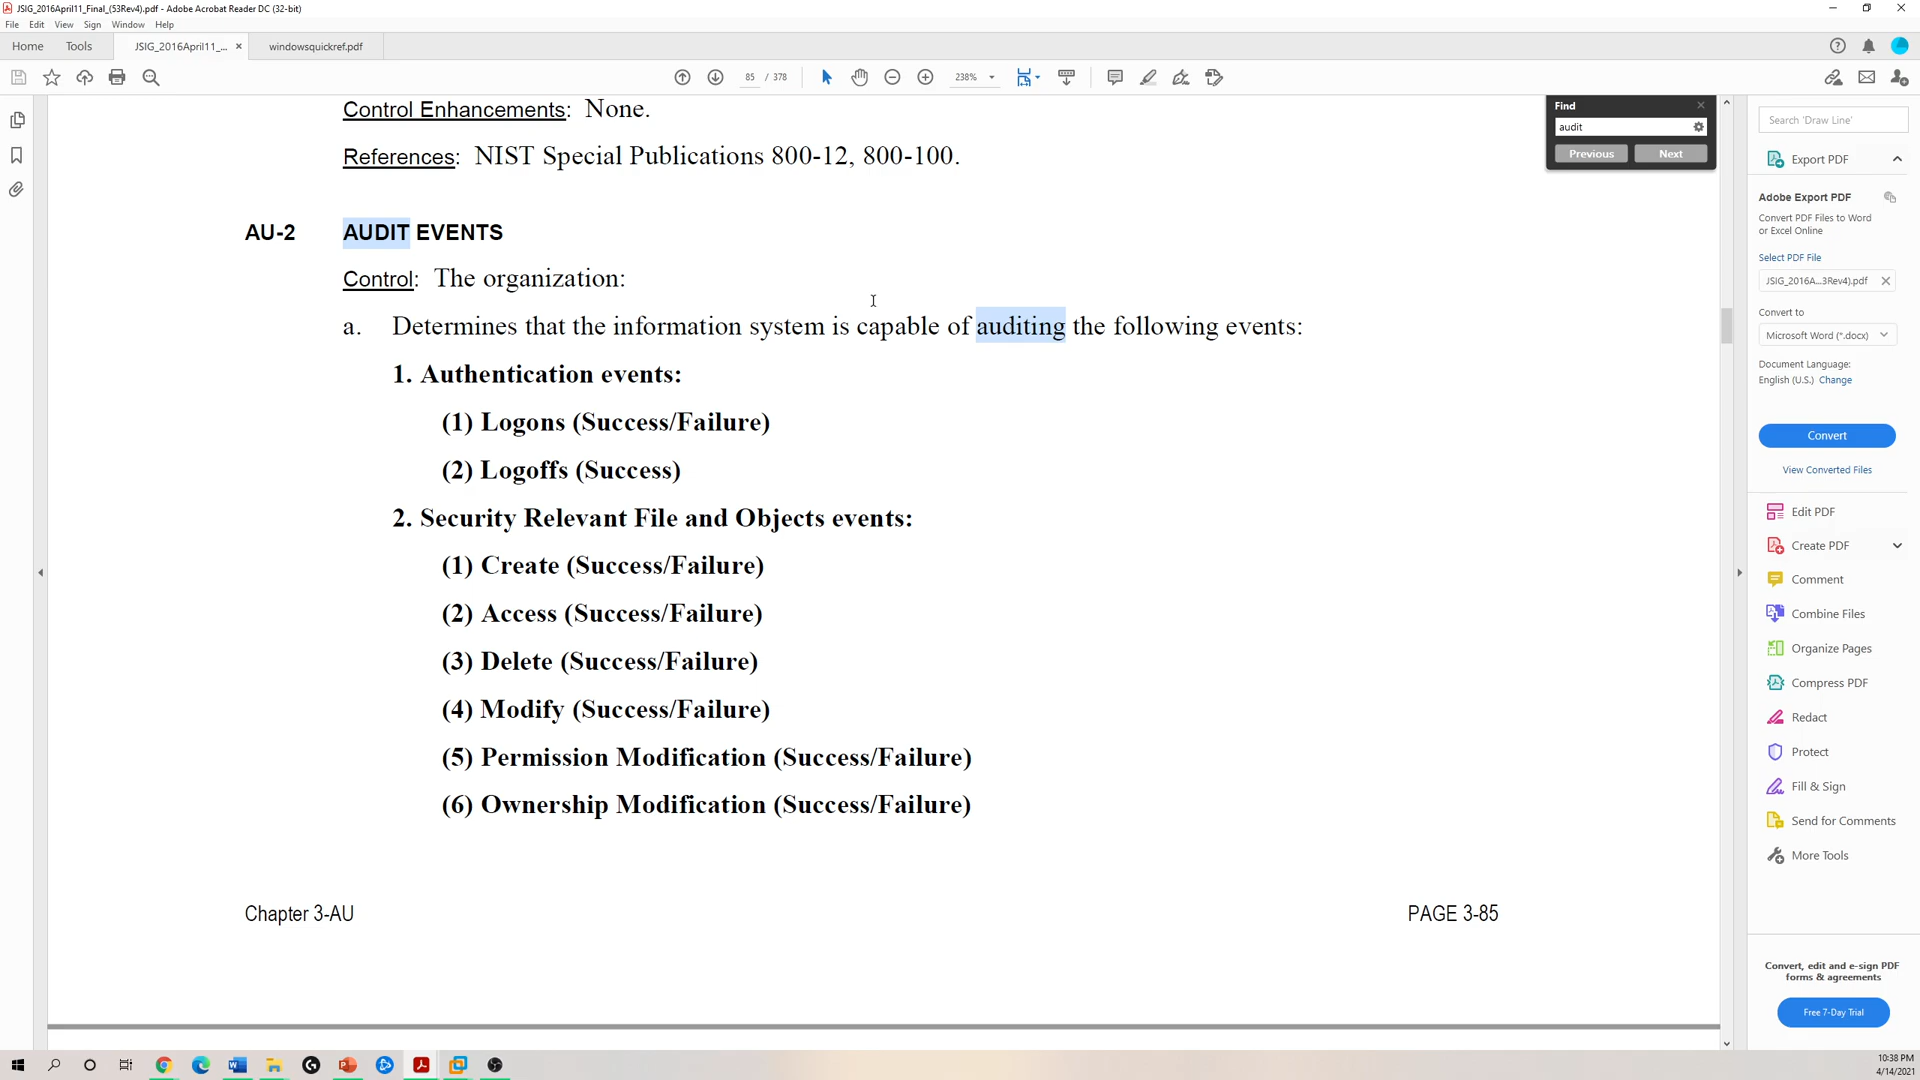 JSIG_2016April11_Final_(53Rev4).pdf - Adobe Acrobat Reader DC (32-bit)
File Edit View Sign Window Help
Home Tools JSIG_2016April11_... × windowsquickref.pdf
85 / 378 238%
Find
audit
Previous Next
Control Enhancements: None.
References: NIST Special Publications 800-12, 800-100.
AU-2 AUDIT EVENTS
Control: The organization:
a. Determines that the information system is capable of auditing the following events:
1. Authentication events:
(1) Logons (Success/Failure)
(2) Logoffs (Success)
2. Security Relevant File and Objects events:
(1) Create (Success/Failure)
(2) Access (Success/Failure)
(3) Delete (Success/Failure)
(4) Modify (Success/Failure)
(5) Permission Modification (Success/Failure)
(6) Ownership Modification (Success/Failure)
Chapter 3-AU PAGE 3-85
Search 'Draw Line'
Export PDF
Adobe Export PDF
Convert PDF Files to Word
or Excel Online
Select PDF File
JSIG_2016A...3Rev4).pdf
Convert to
Microsoft Word (*.docx)
Document Language:
English (U.S.) Change
Convert
View Converted Files
Edit PDF
Create PDF
Comment
Combine Files
Organize Pages
Compress PDF
Redact
Protect
Fill & Sign
Send for Comments
More Tools
Convert, edit and e-sign PDF
forms & agreements
Free 7-Day Trial
10:38 PM
4/14/2021